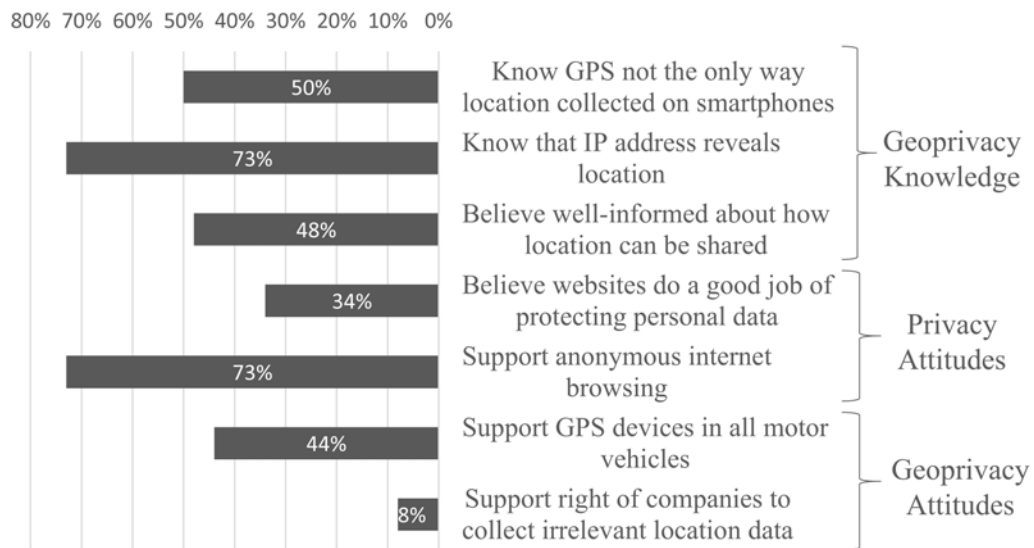 80% 70% 60% 50% 40% 30% 20% 10% 0%
50%
Know GPS not the only way
location collected on smartphones
73%
Know that IP address reveals
location
48%
Believe well-informed about how
location can be shared
Geoprivacy
Knowledge
34%
Believe websites do a good job of
protecting personal data
73%
Support anonymous internet
browsing
Privacy
Attitudes
44%
Support GPS devices in all motor
vehicles
8%
Support right of companies to
collect irrelevant location data
Geoprivacy
Attitudes